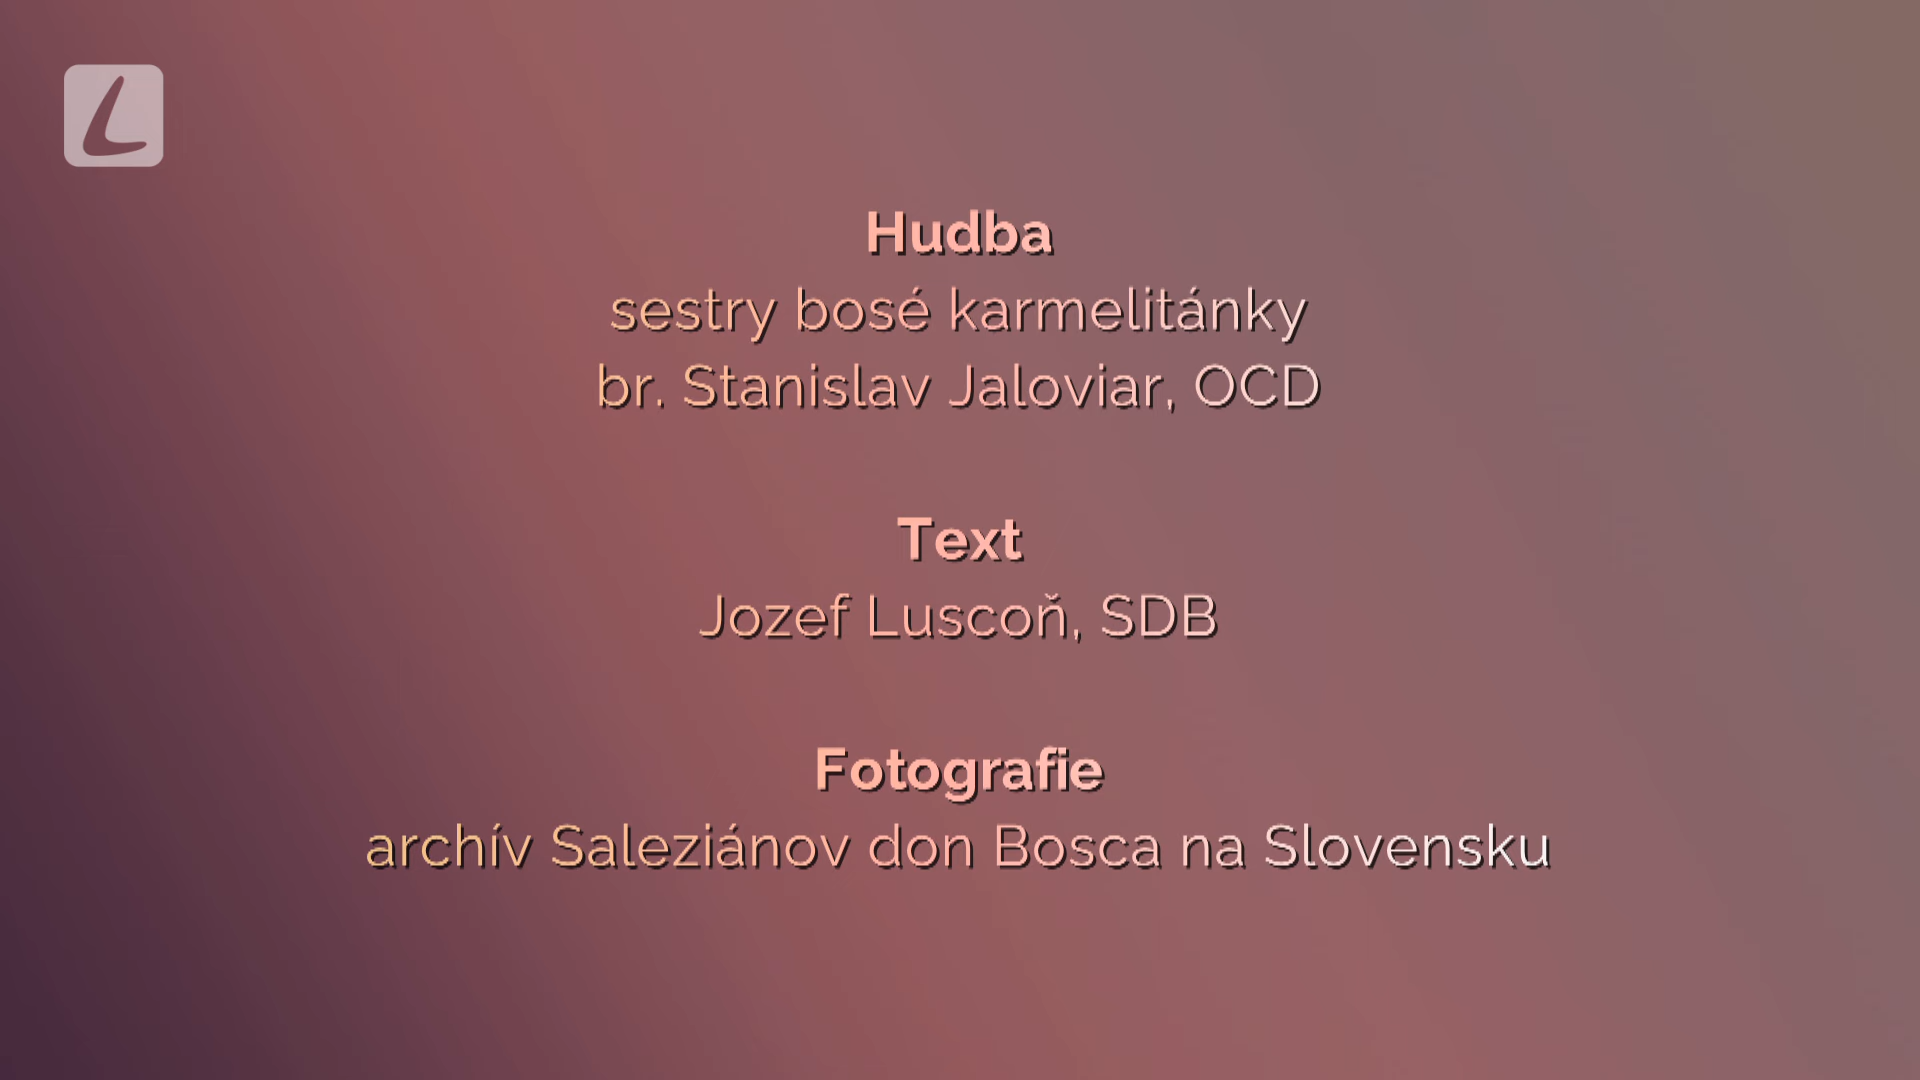 L
Hudba
sestry bosé karmelitánky
br. Stanislav Jaloviar, OCD
Text
Jozef Luscoň, SDB
Fotografie
archív Saleziánov don Bosca na Slovensku